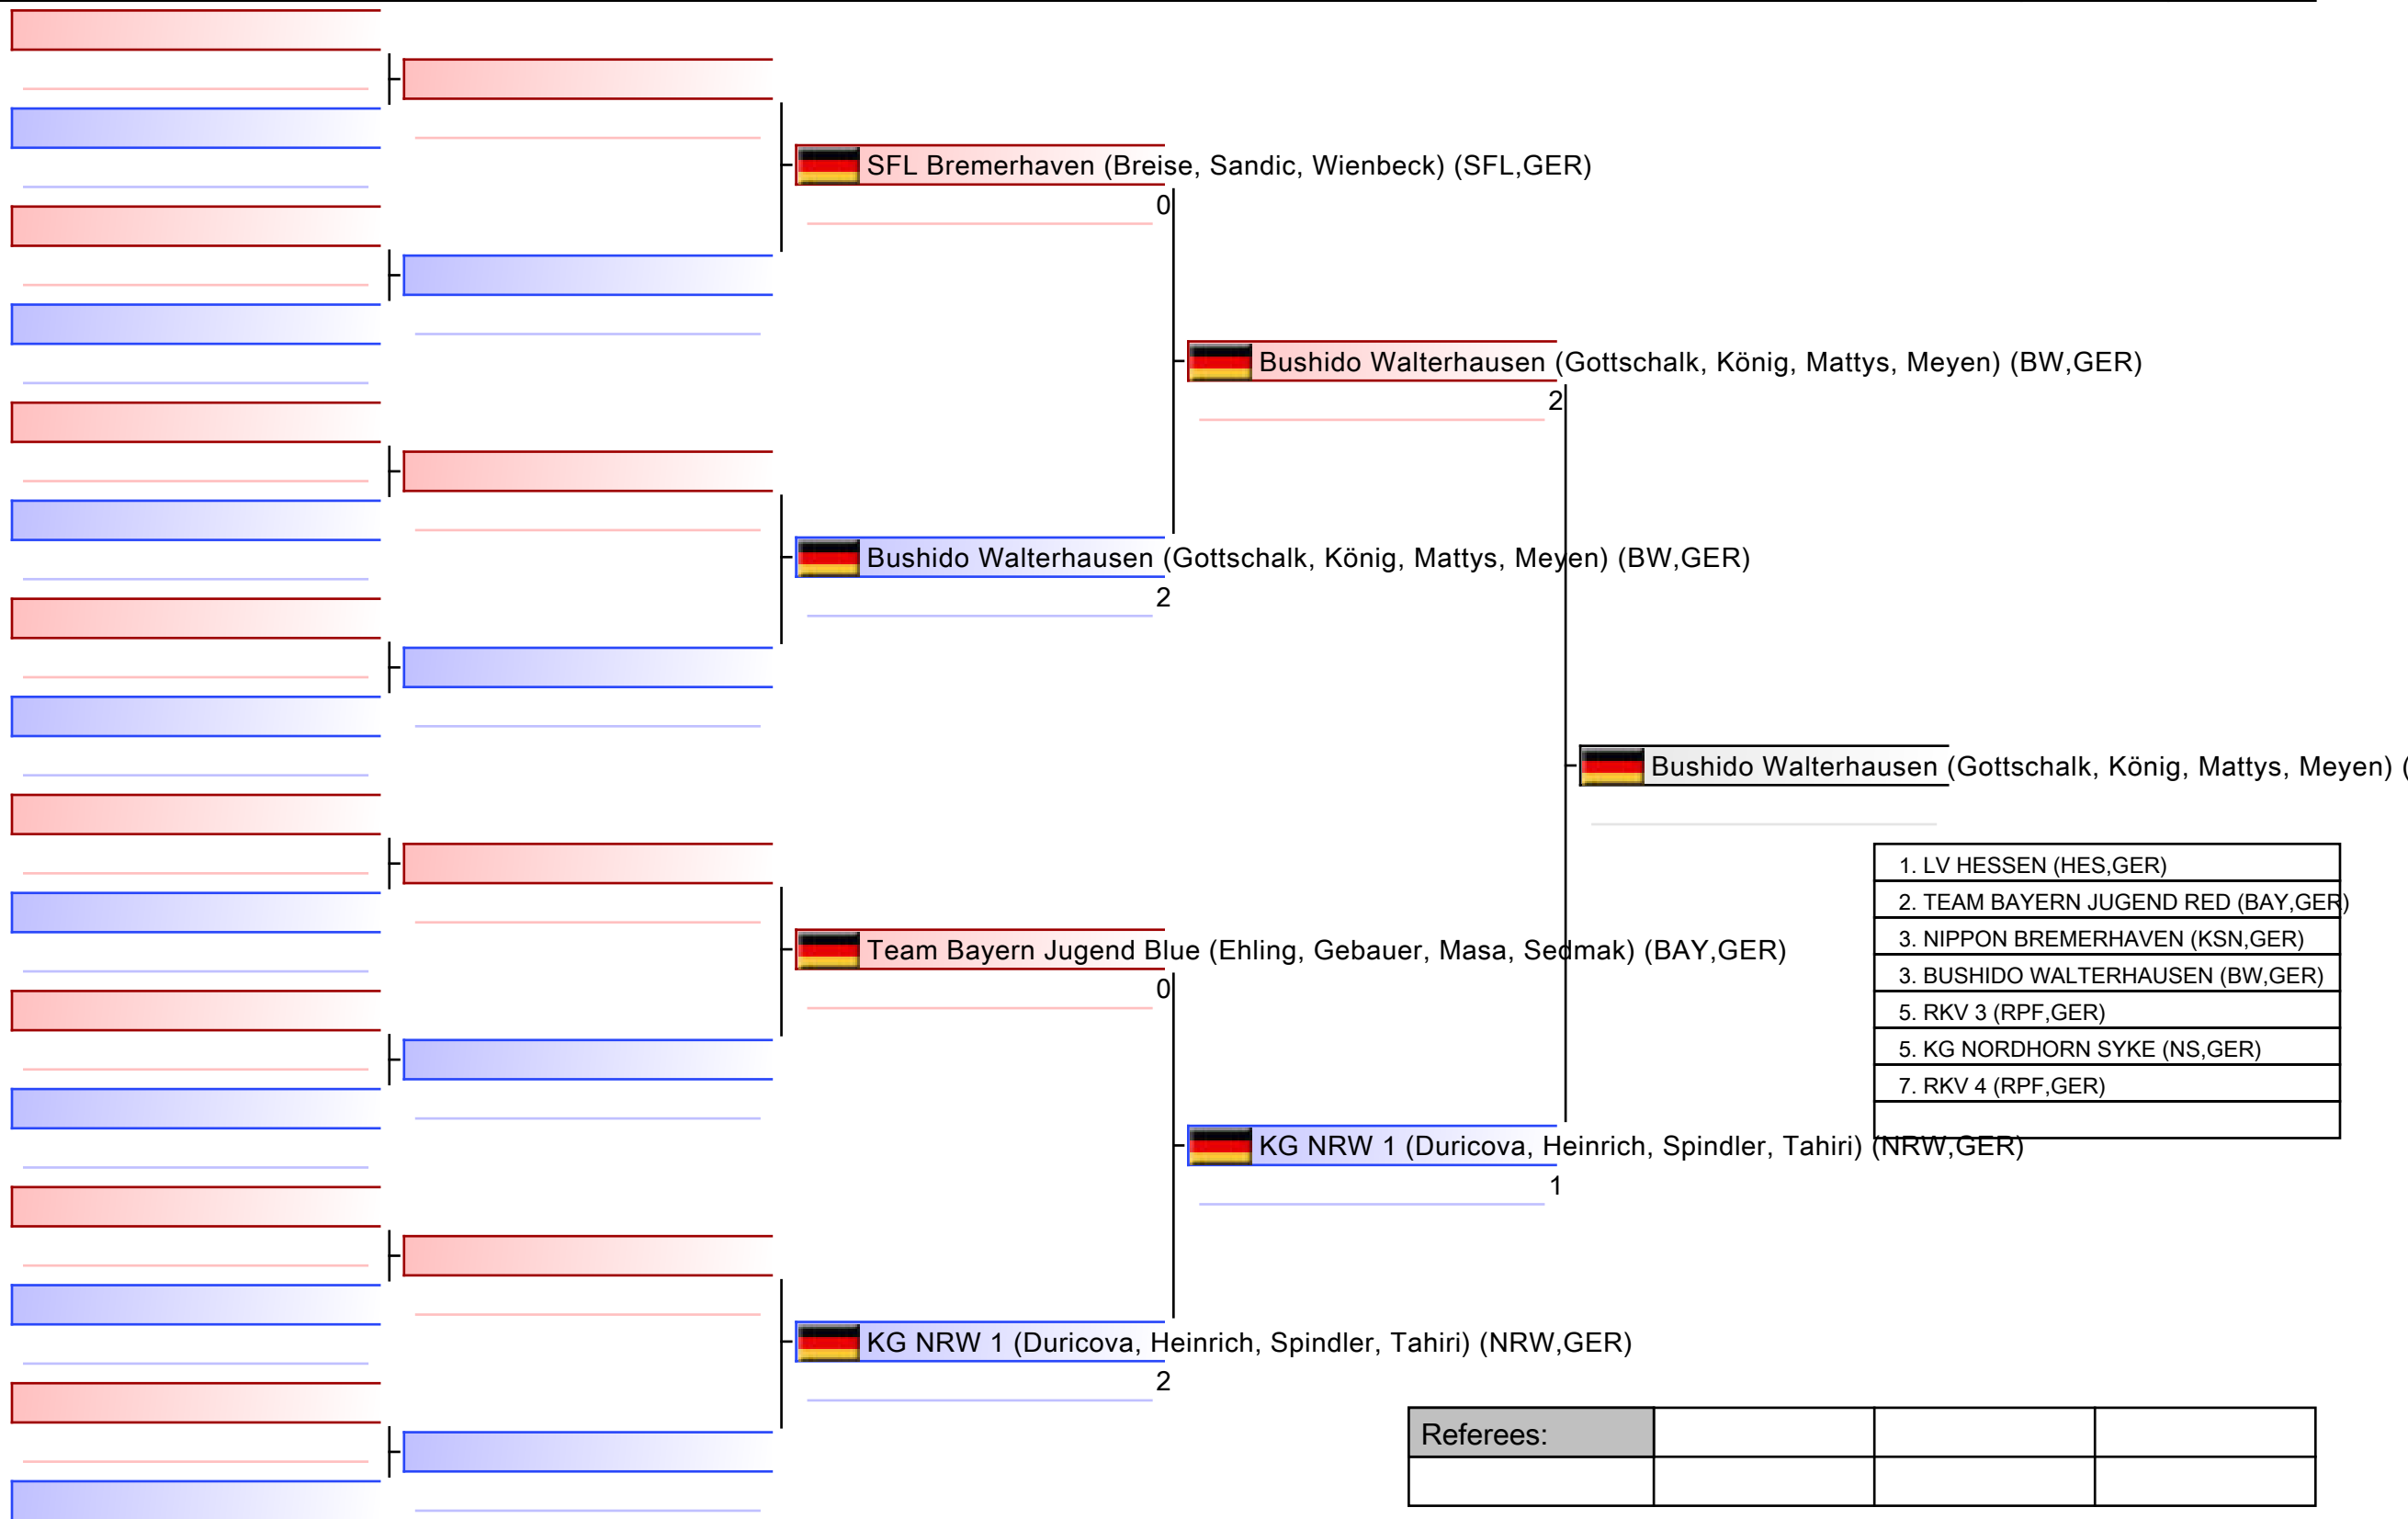 SFL Bremerhaven (Breise, Sandic, Wienbeck) (SFL,GER)
0
Bushido Walterhausen (Gottschalk, König, Mattys, Meyen) (BW,GER)
2
Bushido Walterhausen (Gottschalk, König, Mattys, Meyen) (BW,GER)
2
Bushido Walterhausen (Gottschalk, König, Mattys, Meyen) (
1. LV HESSEN (HES,GER)
2. TEAM BAYERN JUGEND RED (BAY,GER)
3. NIPPON BREMERHAVEN (KSN,GER)
3. BUSHIDO WALTERHAUSEN (BW,GER)
5. RKV 3 (RPF,GER)
5. KG NORDHORN SYKE (NS,GER)
7. RKV 4 (RPF,GER)
Team Bayern Jugend Blue (Ehling, Gebauer, Masa, Sedmak) (BAY,GER)
0
KG NRW 1 (Duricova, Heinrich, Spindler, Tahiri) (NRW,GER)
1
KG NRW 1 (Duricova, Heinrich, Spindler, Tahiri) (NRW,GER)
2
Referees: